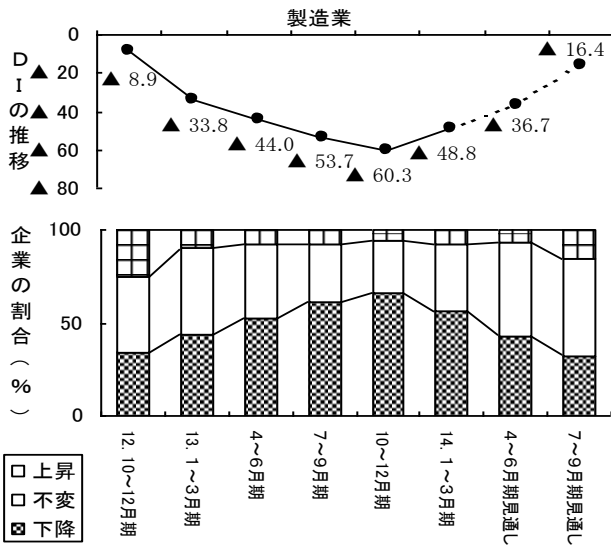 製造業
DIの推移
0
▲ 20
▲ 40
▲ 60
▲ 80
▲ 8.9
▲ 33.8
▲ 44.0
▲ 53.7
▲ 60.3
▲ 48.8
▲ 36.7
▲ 16.4
企業の割合(%)
100
50
0
12. 10～12月期
13. 1～3月期
4～6月期
7～9月期
10～12月期
14. 1～3月期
4～6月期見通し
7～9月期見通し
上昇
不変
下降